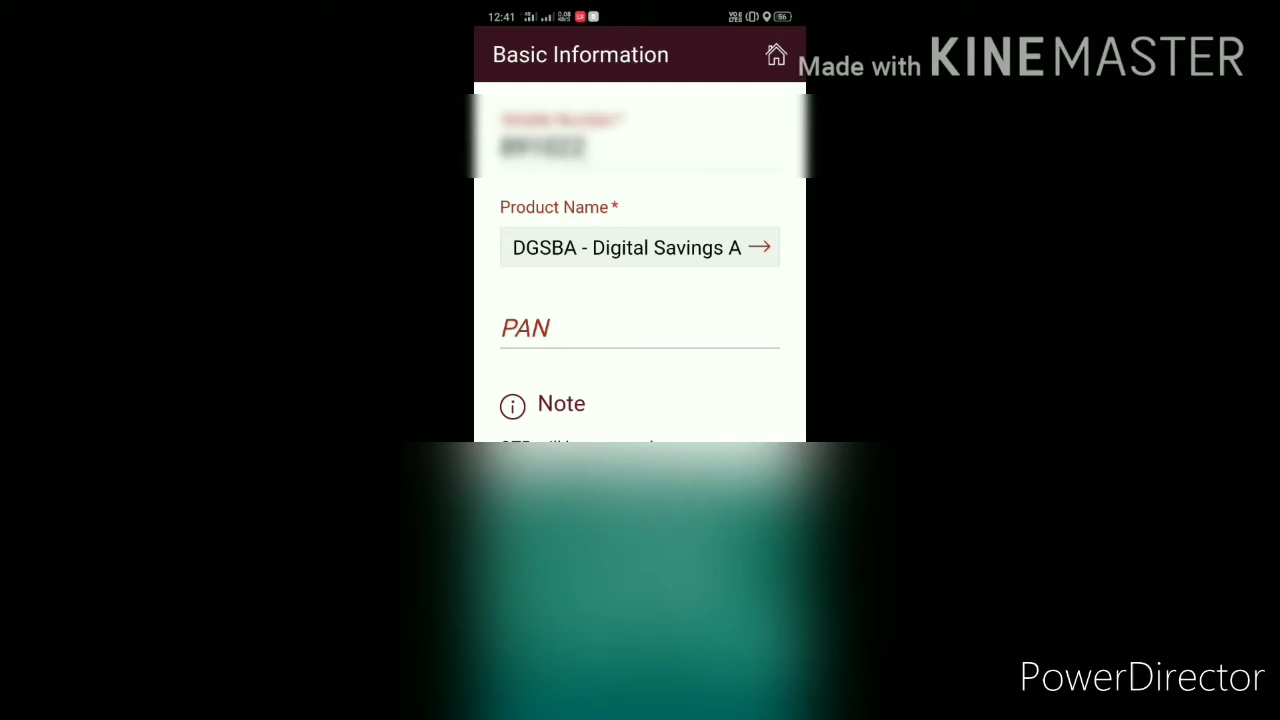 12:41
Basic Information
Made with KINEMASTER
Product Name *
DGSBA - Digital Savings A
PAN
Note
PowerDirector